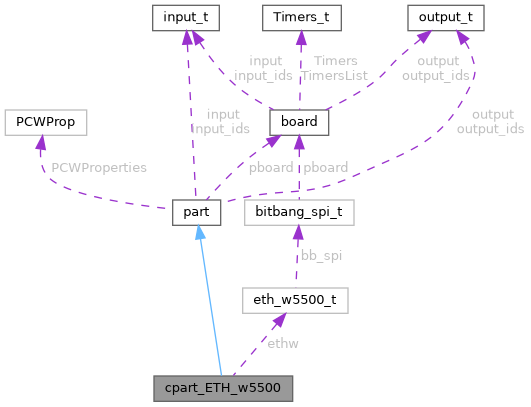 input_t
Timers_t
output_t
input
input_ids
Timers
TimersList
output
output_ids
PCWProp
input
input_ids
board
output
output_ids
PCWProperties
pboard
pboard
part
bitbang_spi_t
bb_spi
eth_w5500_t
ethw
cpart_ETH_w5500